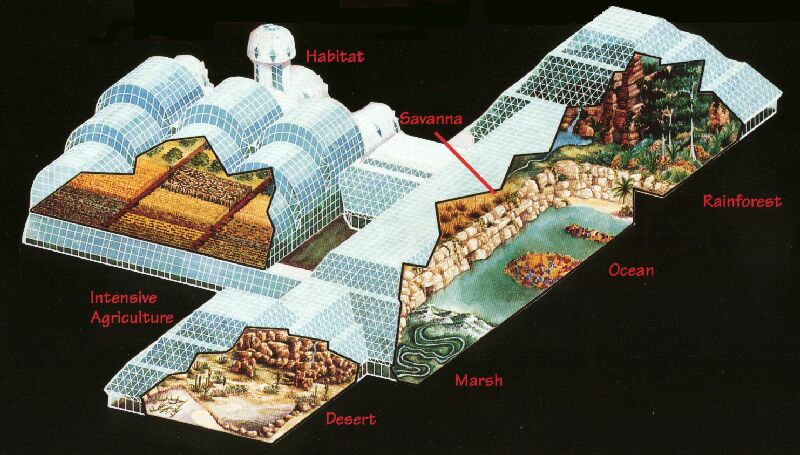 Habitat
Savanna
Rainforest
Ocean
Intensive
Agriculture
Marsh
Desert